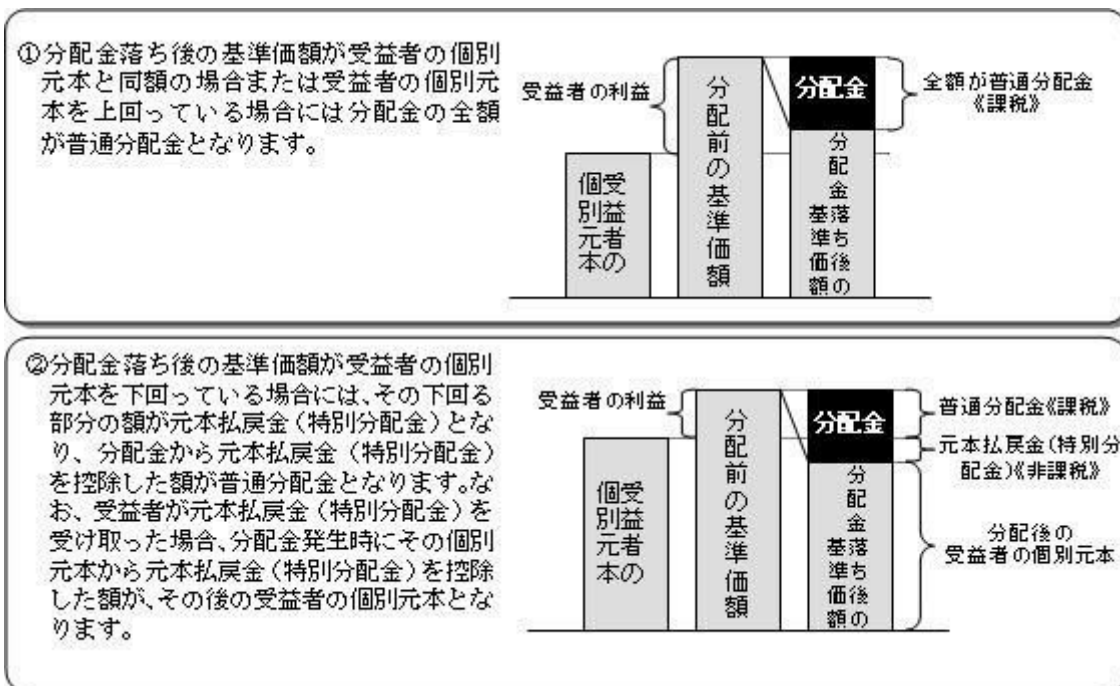 ①分配金落ち後の基準価額が受益者の個別
元本と同額の場合または受益者の個別元
本を上回っている場合には分配金の全額
が普通分配金となります。
受益者の利益
受益者の
個別元本
分配前の基準価額
分配金
分配金落ち後の
基準価額
全額が普通分配金
《課税》
②分配金落ち後の基準価額が受益者の個別
元本を下回っている場合には、その下回る
部分の額が元本払戻金(特別分配金)とな
り、分配金から元本払戻金(特別分配金)
を控除した額が普通分配金となります。な
お、受益者が元本払戻金(特別分配金)を
受け取った場合、分配金発生時にその個別
元本から元本払戻金(特別分配金)を控除
した額が、その後の受益者の個別元本とな
ります。
受益者の利益
受益者の
個別元本
分配前の基準価額
分配金
分配金落ち後の
基準価額
普通分配金《課税》
元本払戻金(特別分
配金)《非課税》
分配後の
受益者の個別元本